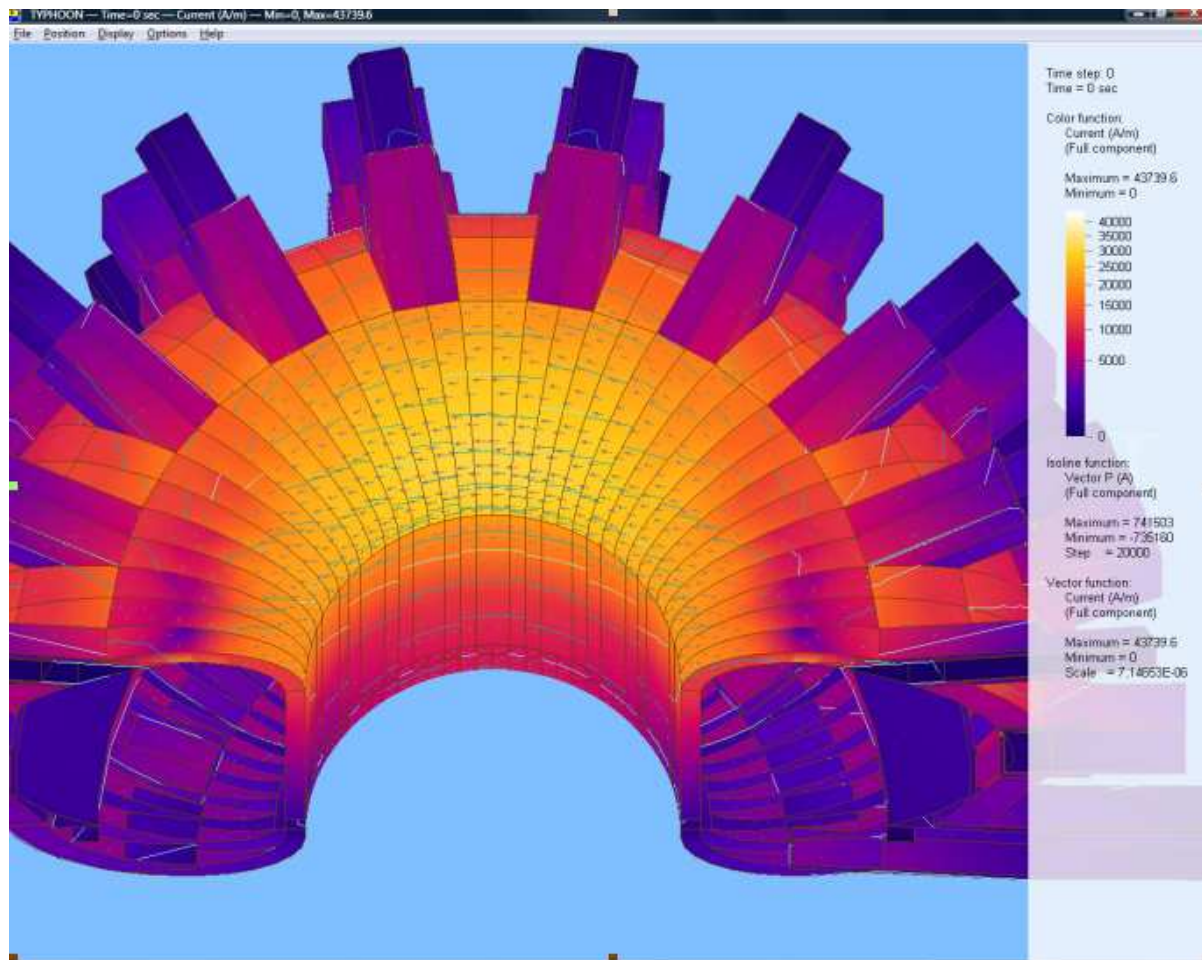 TYPHOON — Time=0 sec — Current (A/m) — Min=0, Max=43739.6
File Position Display Options Help
Time step: 0
Time = 0 sec
Color function:
Current (A/m)
(Full component)
Maximum = 43739.6
Minimum = 0
40000
35000
30000
25000
20000
15000
10000
5000
0
Isoline function:
Vector P (A)
(Full component)
Maximum = 741503
Minimum = -735160
Step = 20000
Vector function:
Current (A/m)
(Full component)
Maximum = 43739.6
Minimum = 0
Scale = 7.14653E-06